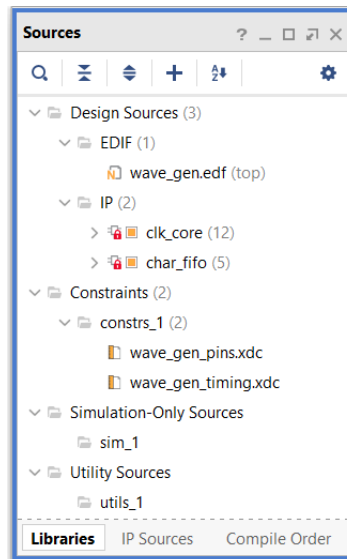 Sources
Design Sources (3)
EDIF (1)
wave_gen.edf (top)
IP (2)
clk_core (12)
char_fifo (5)
Constraints (2)
constrs_1 (2)
wave_gen_pins.xdc
wave_gen_timing.xdc
Simulation-Only Sources
sim_1
Utility Sources
utils_1
Libraries IP Sources Compile Order